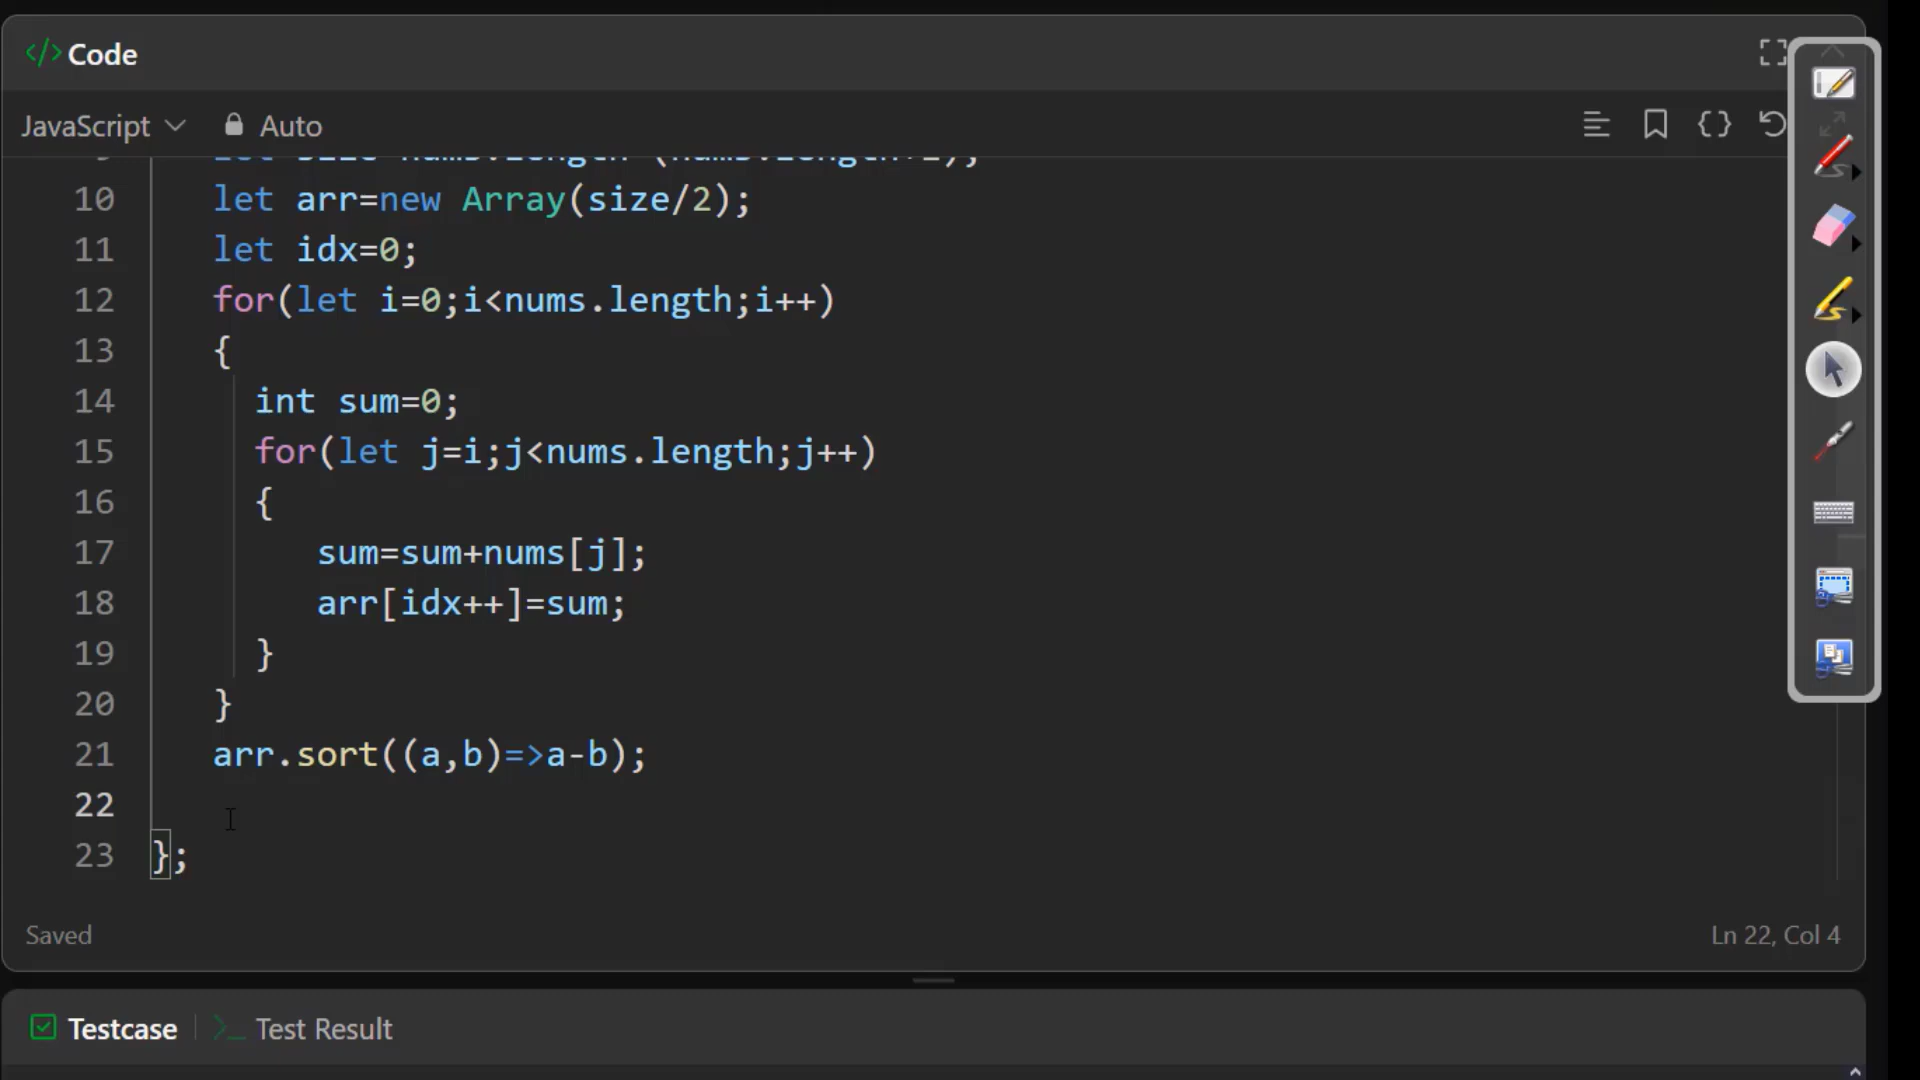 </> Code
JavaScript Auto
10 let arr=new Array(size/2);
11 let idx=0;
12 for(let i=0;i<nums.length;i++)
13 {
14 int sum=0;
15 for(let j=i;j<nums.length;j++)
16 {
17 sum=sum+nums[j];
18 arr[idx++]=sum;
19 }
20 }
21 arr.sort((a,b)=>a-b);
22
23 };
Saved Ln 22, Col 4
Testcase >_ Test Result